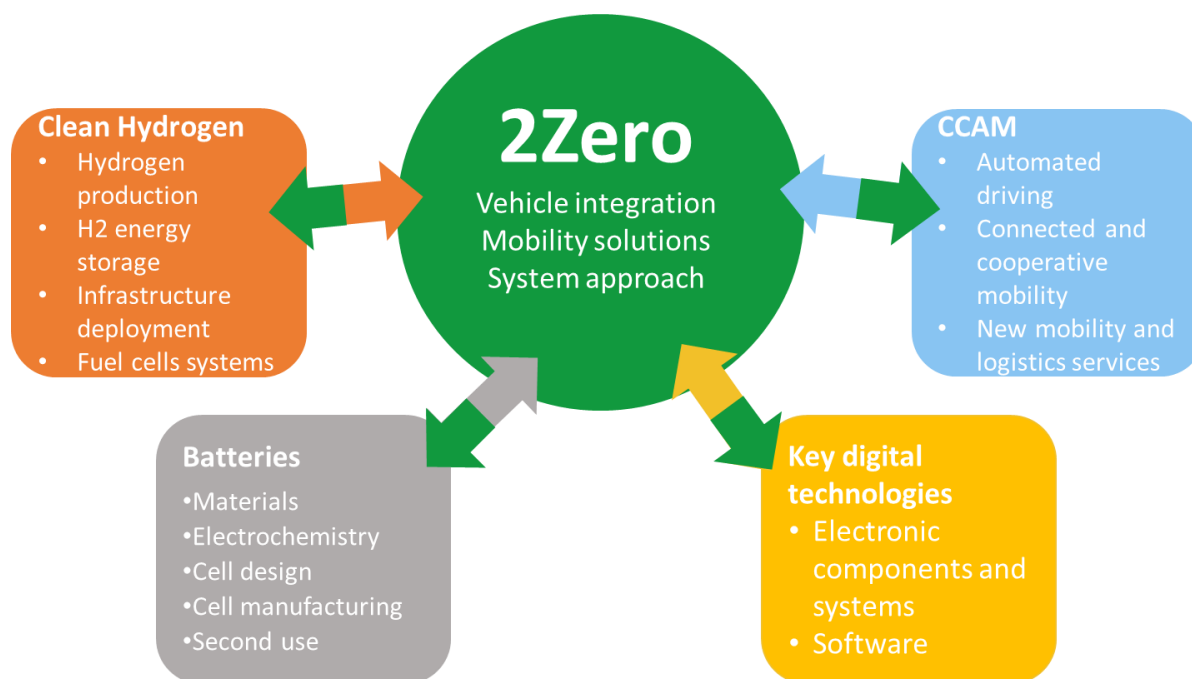 2Zero
Vehicle integration
Mobility solutions
System approach
Clean Hydrogen
• Hydrogen
production
• H2 energy
storage
• Infrastructure
deployment
• Fuel cells systems
CCAM
• Automated
driving
• Connected and
cooperative
mobility
• New mobility and
logistics services
Batteries
•Materials
•Electrochemistry
•Cell design
•Cell manufacturing
•Second use
Key digital
technologies
• Electronic
components and
systems
• Software